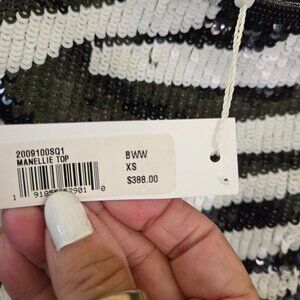 2009100SQ1
MANELLIE TOP
BWW
XS
$388.00